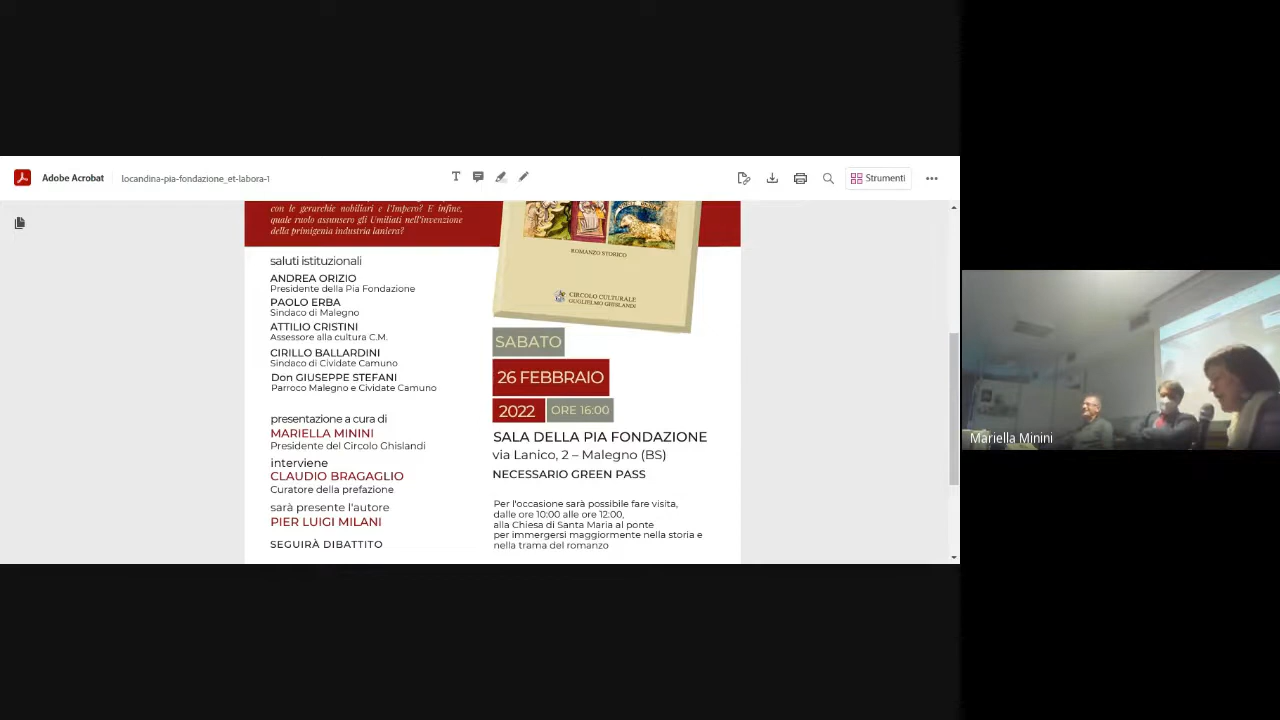 Adobe Acrobat
locandina-pia-fondazione_et-labora-1
Strumenti
con le gerarchie nobiliari e l'Impero? E infine,
quale ruolo assunsero gli Umiliati nell'invenzione
della primigenia industria laniera?
ROMANZO STORICO
CIRCOLO CULTURALE
GUGLIELMO GHISLANDI
saluti istituzionali
ANDREA ORIZIO
Presidente della Pia Fondazione
PAOLO ERBA
Sindaco di Malegno
ATTILIO CRISTINI
Assessore alla cultura C.M.
CIRILLO BALLARDINI
Sindaco di Cividate Camuno
Don GIUSEPPE STEFANI
Parroco Malegno e Cividate Camuno
presentazione a cura di
MARIELLA MININI
Presidente del Circolo Ghislandi
interviene
CLAUDIO BRAGAGLIO
Curatore della prefazione
sarà presente l'autore
PIER LUIGI MILANI
SEGUIRÀ DIBATTITO
SABATO
26 FEBBRAIO
2022 ORE 16:00
SALA DELLA PIA FONDAZIONE
via Lanico, 2 – Malegno (BS)
NECESSARIO GREEN PASS
Per l'occasione sarà possibile fare visita,
dalle ore 10:00 alle ore 12:00,
alla Chiesa di Santa Maria al ponte
per immergersi maggiormente nella storia e
nella trama del romanzo
Mariella Minini